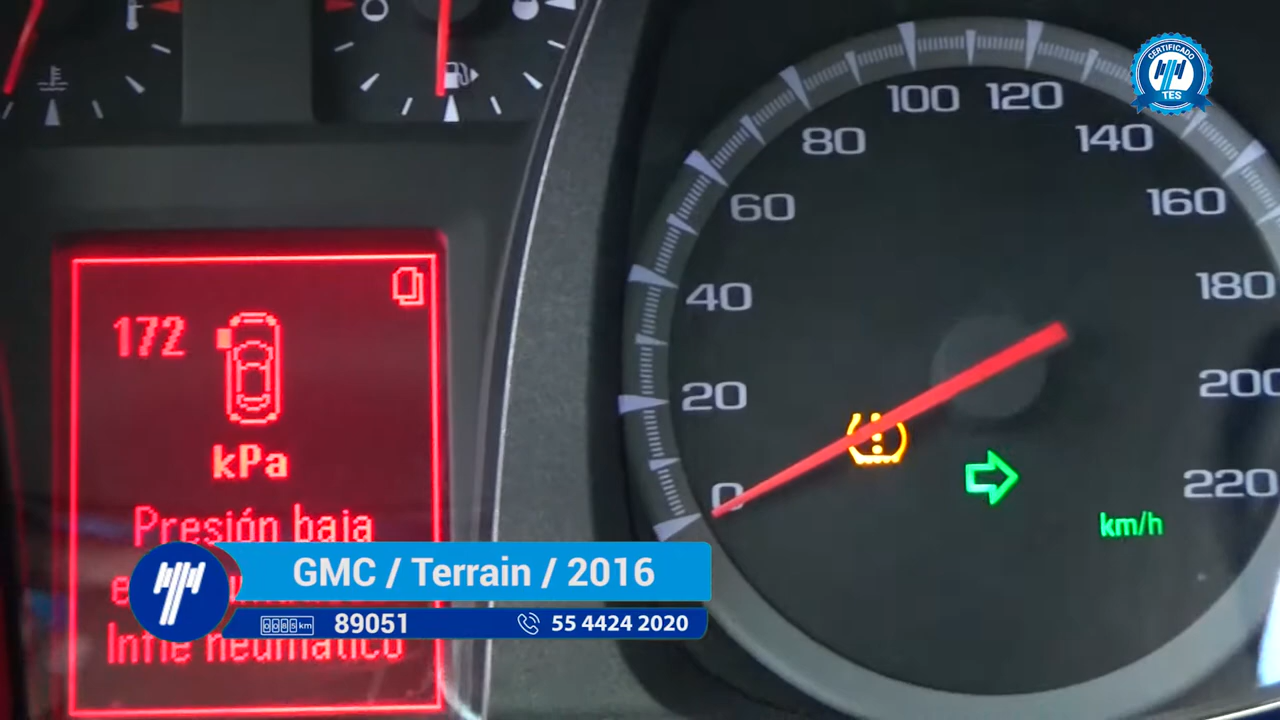 CERTIFICADO
TES
100
120
80
140
60
160
40
180
20
200
0
220
km/h
172
kPa
Presión baja
Infle neumático
GMC / Terrain / 2016
km
89051
55 4424 2020